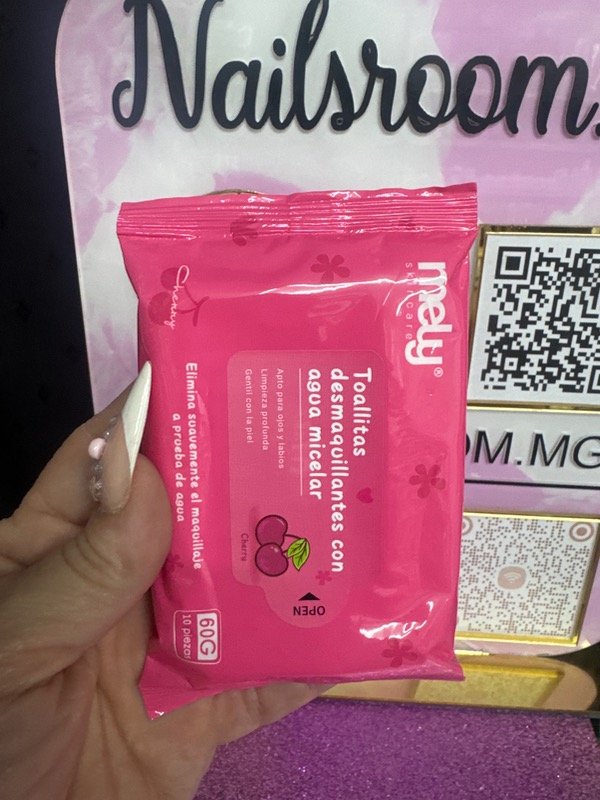 Nailsroom.
mely®
skincare
Cherry
Toallitas
desmaquillantes con
agua micelar
Apto para ojos y labios
Limpieza profunda
Gentil con la piel
Cherry
OPEN
Elimina suavemente el maquillaje
a prueba de agua
60G
10 piezas
OM.MG